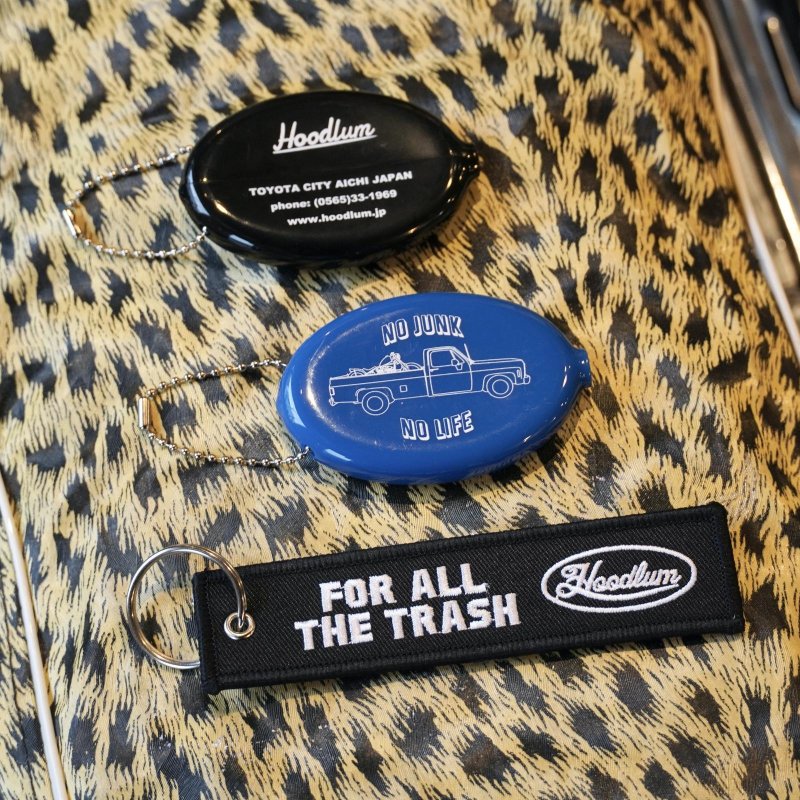 Hoodlum
TOYOTA CITY AICHI JAPAN
phone: (0565)33-1969
www.hoodlum.jp
NO JUNK
NO LIFE
FOR ALL
THE TRASH
Hoodlum